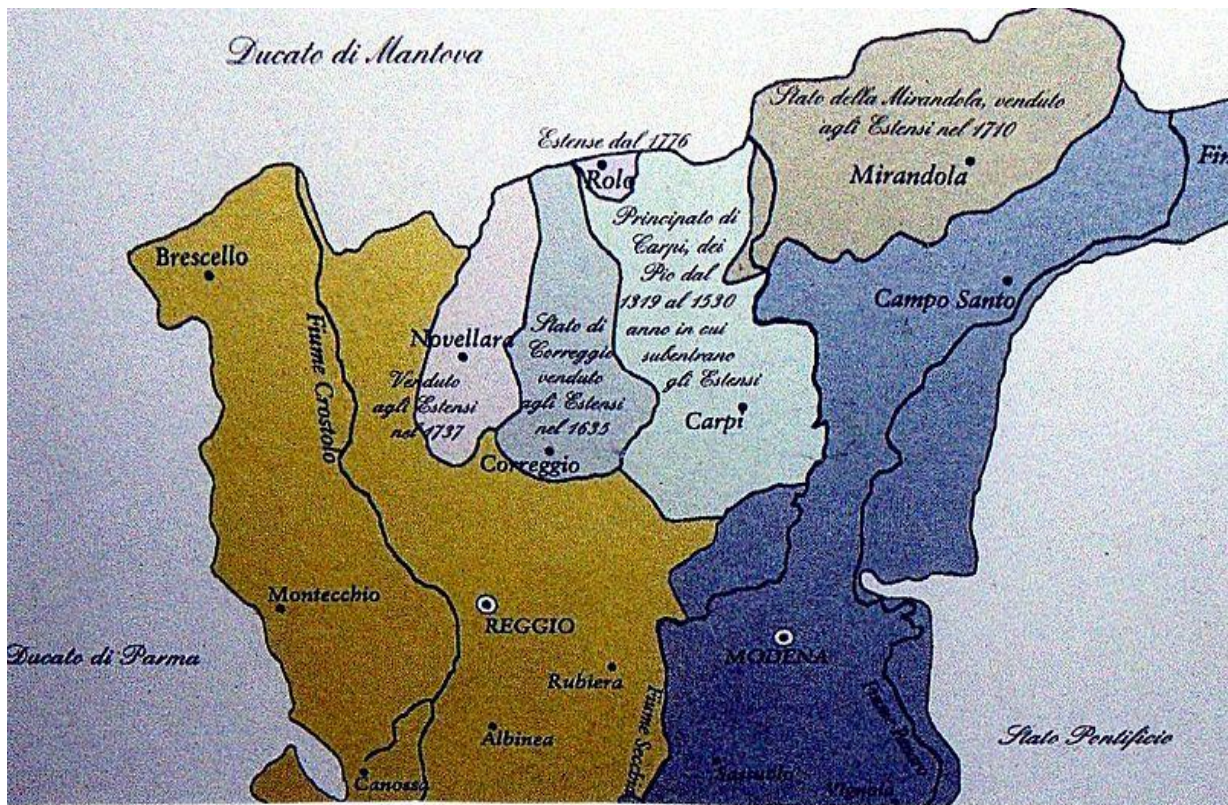 Ducato di Mantova
Stato della Mirandola, venduto
agli Estensi nel 1710
Mirandola
Estense dal 1776
Rolo
Principato di
Carpi, dei
Pio dal
1319 al 1530
anno in cui
subentrano
gli Estensi
Carpi
Brescello
Fiume Crostolo
Novellara
Venduto
agli Estensi
nel 1737
Stato di
Correggio
venduto
agli Estensi
nel 1635
Correggio
Campo Santo
Montecchio
REGGIO
MODENA
Ducato di Parma
Rubiera
Fiume Secchia
Albinea
Canossa
Sassuolo
Vignola
Stato Pontificio